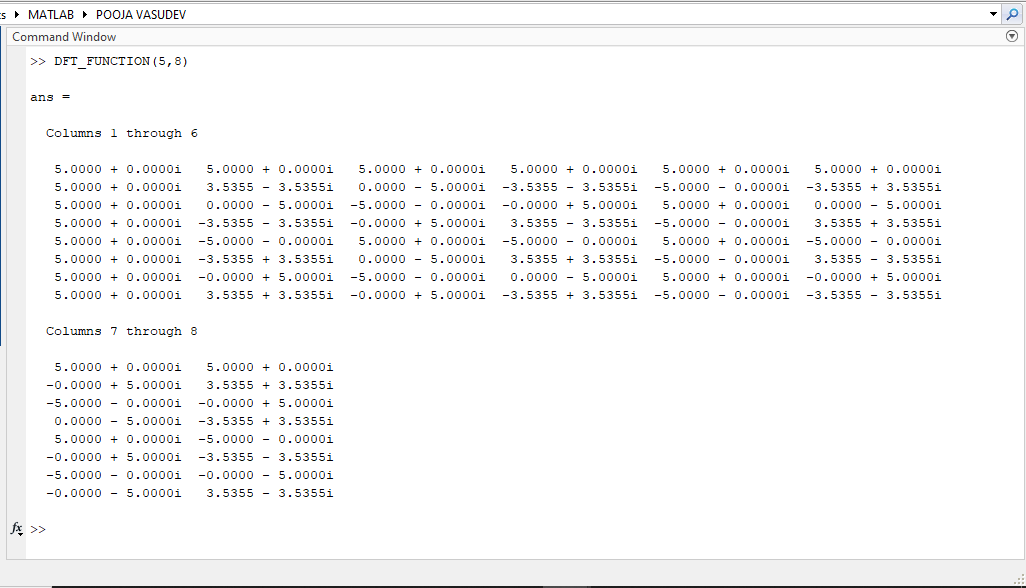 s ▸ MATLAB ▸ POOJA VASUDEV
Command Window
>> DFT_FUNCTION(5,8)
ans =
Columns 1 through 6
5.0000 + 0.0000i 5.0000 + 0.0000i 5.0000 + 0.0000i 5.0000 + 0.0000i 5.0000 + 0.0000i 5.0000 + 0.0000i
5.0000 + 0.0000i 3.5355 - 3.5355i 0.0000 - 5.0000i -3.5355 - 3.5355i -5.0000 - 0.0000i -3.5355 + 3.5355i
5.0000 + 0.0000i 0.0000 - 5.0000i -5.0000 - 0.0000i -0.0000 + 5.0000i 5.0000 + 0.0000i 0.0000 - 5.0000i
5.0000 + 0.0000i -3.5355 - 3.5355i -0.0000 + 5.0000i 3.5355 - 3.5355i -5.0000 - 0.0000i 3.5355 + 3.5355i
5.0000 + 0.0000i -5.0000 - 0.0000i 5.0000 + 0.0000i -5.0000 - 0.0000i 5.0000 + 0.0000i -5.0000 - 0.0000i
5.0000 + 0.0000i -3.5355 + 3.5355i 0.0000 - 5.0000i 3.5355 + 3.5355i -5.0000 - 0.0000i 3.5355 - 3.5355i
5.0000 + 0.0000i -0.0000 + 5.0000i -5.0000 - 0.0000i 0.0000 - 5.0000i 5.0000 + 0.0000i -0.0000 + 5.0000i
5.0000 + 0.0000i 3.5355 + 3.5355i -0.0000 + 5.0000i -3.5355 + 3.5355i -5.0000 - 0.0000i -3.5355 - 3.5355i
Columns 7 through 8
5.0000 + 0.0000i 5.0000 + 0.0000i
-0.0000 + 5.0000i 3.5355 + 3.5355i
-5.0000 - 0.0000i -0.0000 + 5.0000i
0.0000 - 5.0000i -3.5355 + 3.5355i
5.0000 + 0.0000i -5.0000 - 0.0000i
-0.0000 + 5.0000i -3.5355 - 3.5355i
-5.0000 - 0.0000i -0.0000 - 5.0000i
-0.0000 - 5.0000i 3.5355 - 3.5355i
fx >>